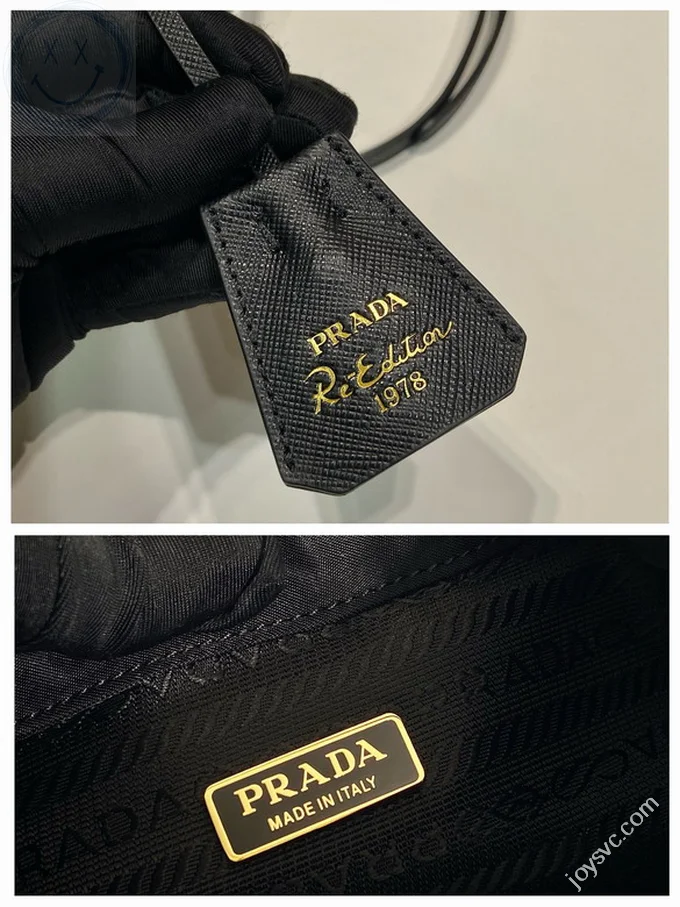 PRADA
Re-Edition
1978
PRADA
MADE IN ITALY
joysvc.com